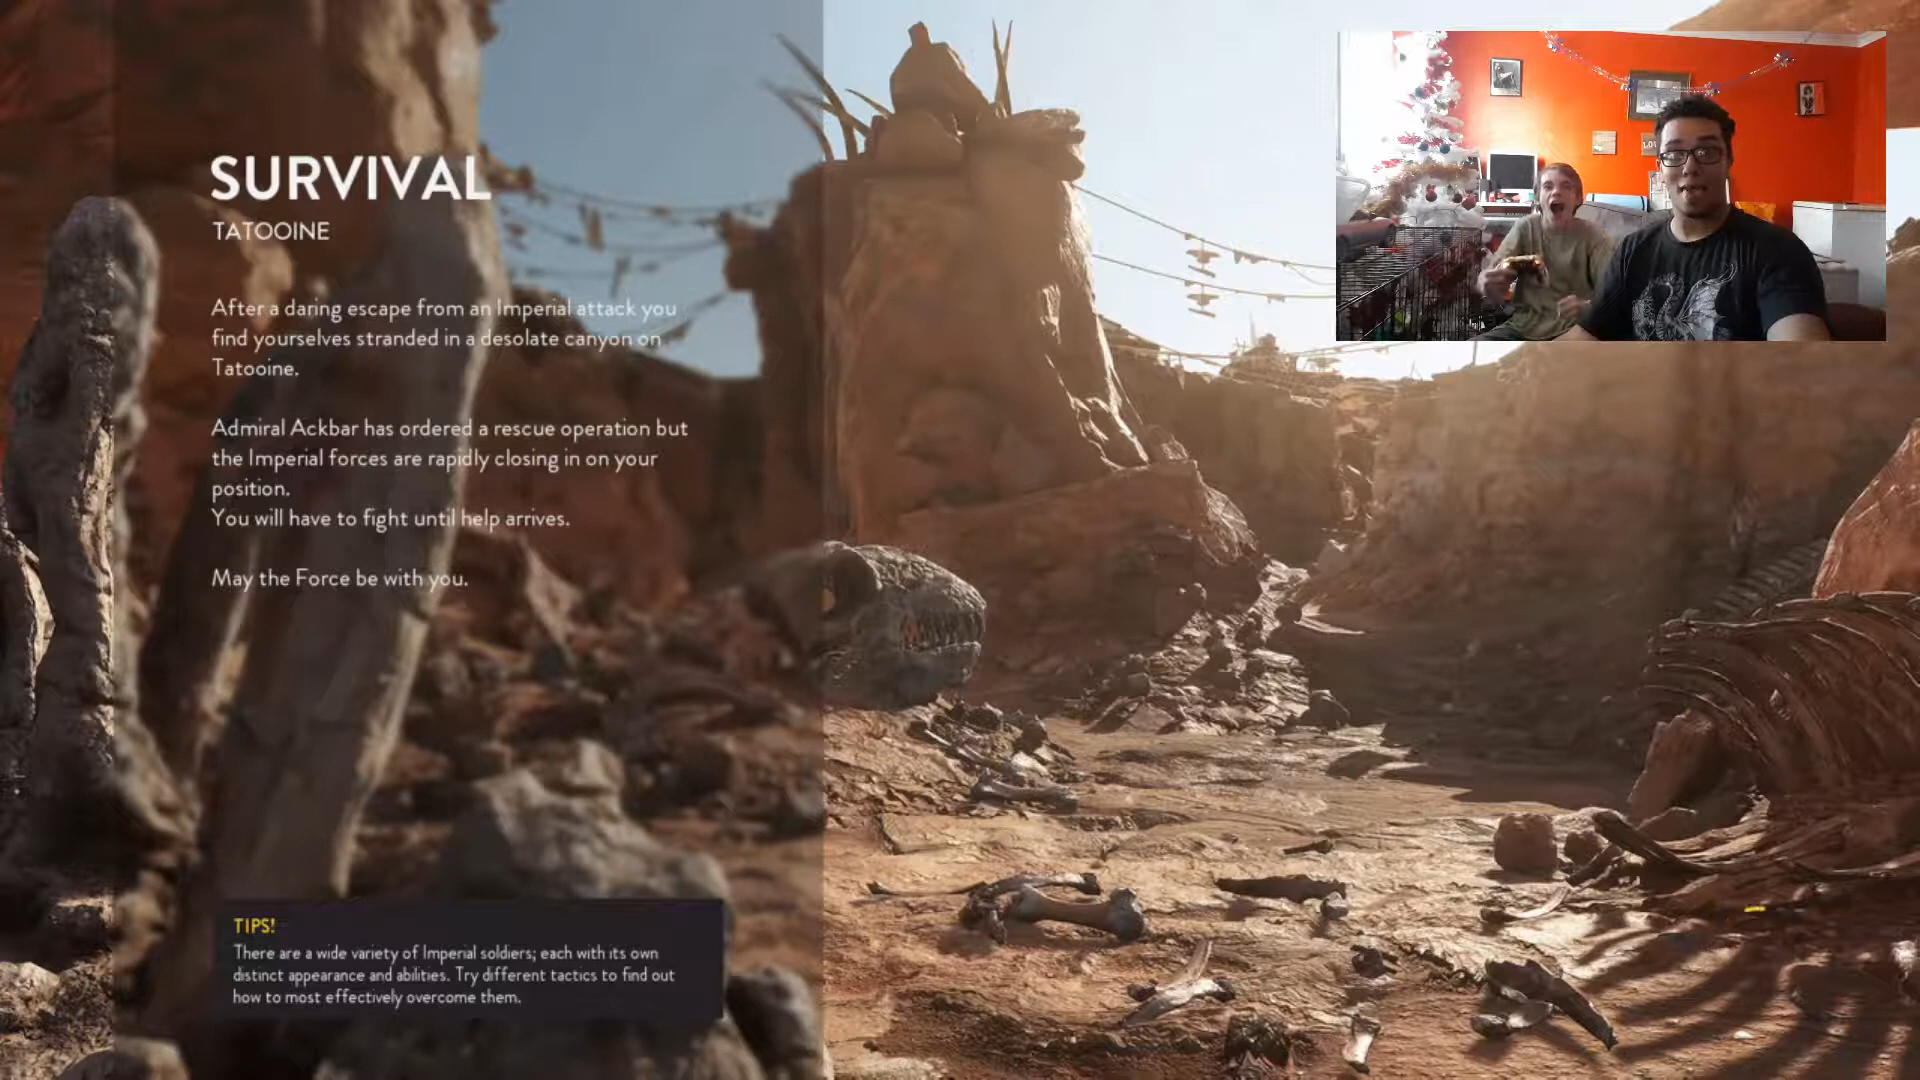 SURVIVAL
TATOOINE
After a daring escape from an Imperial attack you
find yourselves stranded in a desolate canyon on
Tatooine.
Admiral Ackbar has ordered a rescue operation but
the Imperial forces are rapidly closing in on your
position.
You will have to fight until help arrives.
May the Force be with you.
TIPS!
There are a wide variety of Imperial soldiers; each with its own
distinct appearance and abilities. Try different tactics to find out
how to most effectively overcome them.